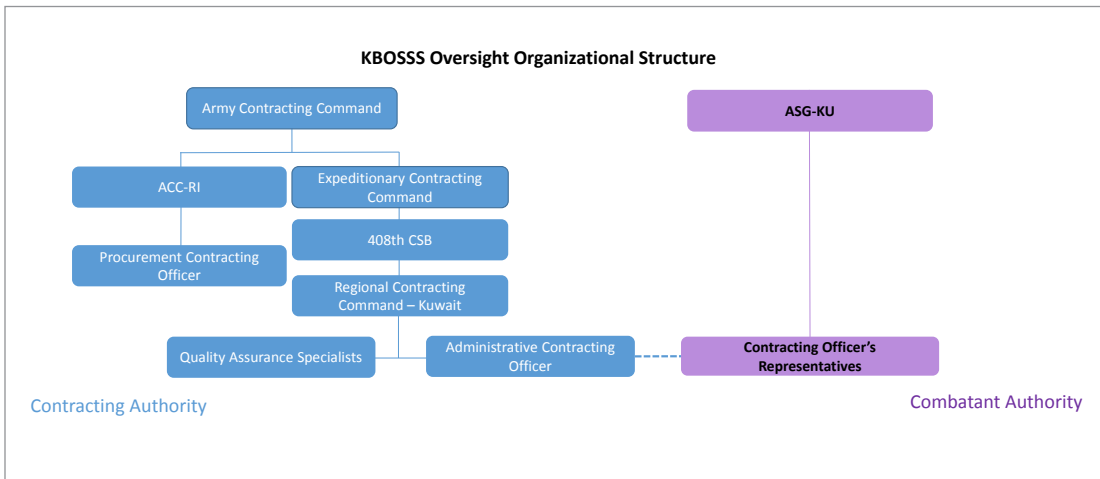 KBOSSS Oversight Organizational Structure
Army Contracting Command
ASG-KU
ACC-RI
Expeditionary Contracting
Command
408th CSB
Procurement Contracting
Officer
Regional Contracting
Command – Kuwait
Quality Assurance Specialists
Administrative Contracting
Officer
Contracting Officer's
Representatives
Contracting Authority
Combatant Authority